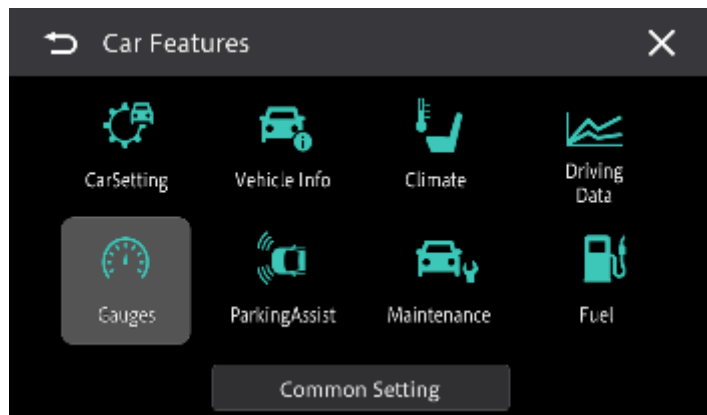 Car Features
CarSetting
Vehicle Info
Climate
Driving
Data
Gauges
ParkingAssist
Maintenance
Fuel
Common Setting